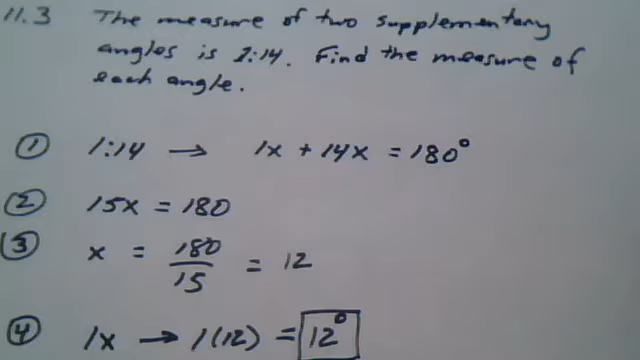 11.3 The measure of two supplementary
angles is 1:14. Find the measure of
each angle.
① 1:14 → 1x + 14x = 180°
② 15x = 180
③ x = 180/15 = 12
④ 1x → 1(12) = 12°